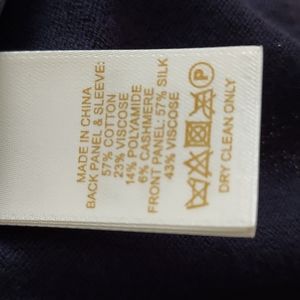 MADE IN CHINA
BACK PANEL & SLEEVE:
57% COTTON
23% VISCOSE
14% POLYAMIDE
6% CASHMERE
FRONT PANEL: 57% SILK
43% VISCOSE
P
DRY CLEAN ONLY